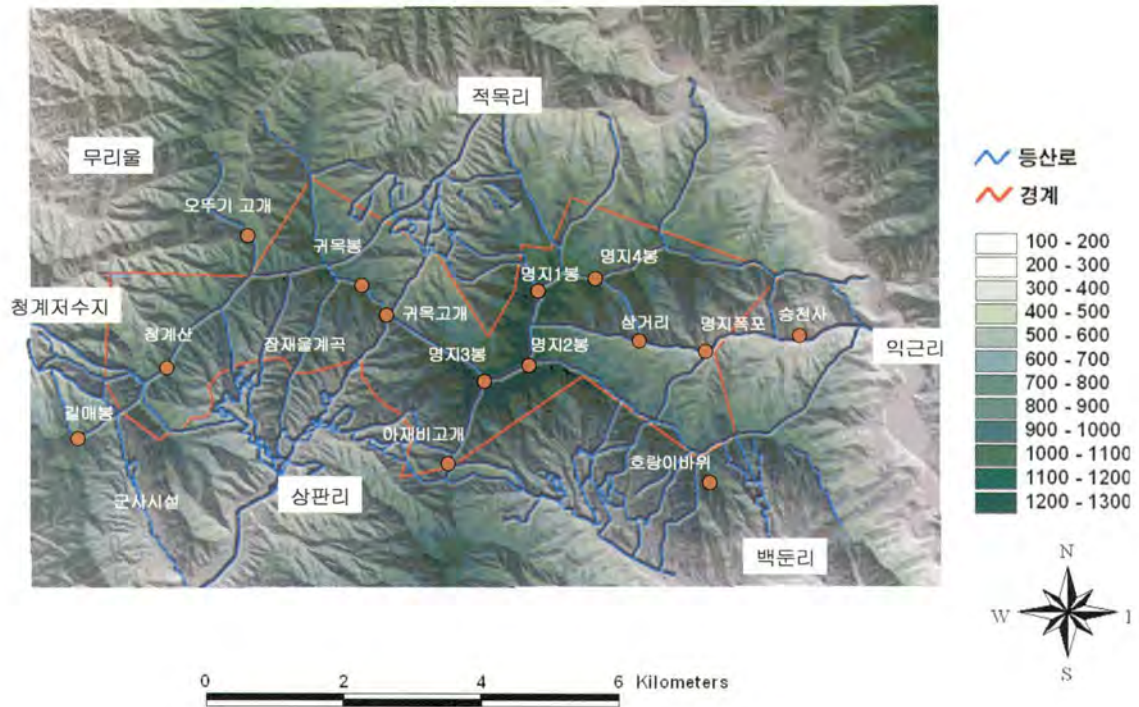 적목리
무리울
오뚜기 고개
귀목봉
명지1봉
명지4봉
청계저수지
청계산
귀목고개
잠재울계곡
명지3봉
명지2봉
삼거리
명지폭포
승천사
익근리
길매봉
아재비고개
호랑이바위
군사시설
상판리
백둔리
등산로
경계
100 - 200
200 - 300
300 - 400
400 - 500
500 - 600
600 - 700
700 - 800
800 - 900
900 - 1000
1000 - 1100
1100 - 1200
1200 - 1300
N
W
S
0 2 4 6 Kilometers